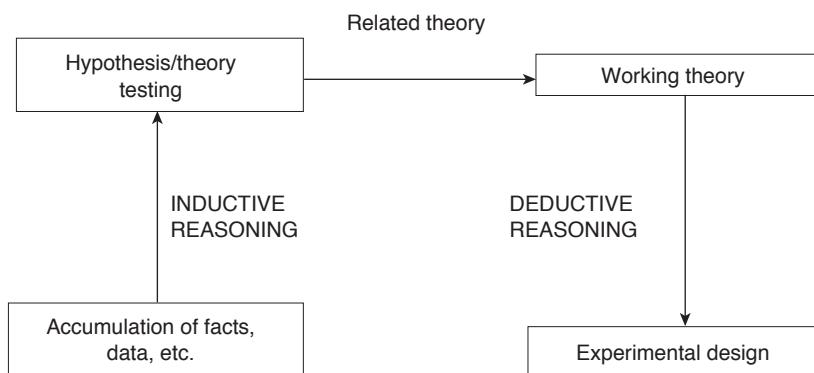 Related theory
Hypothesis/theory
testing
Working theory
INDUCTIVE
REASONING
DEDUCTIVE
REASONING
Accumulation of facts,
data, etc.
Experimental design